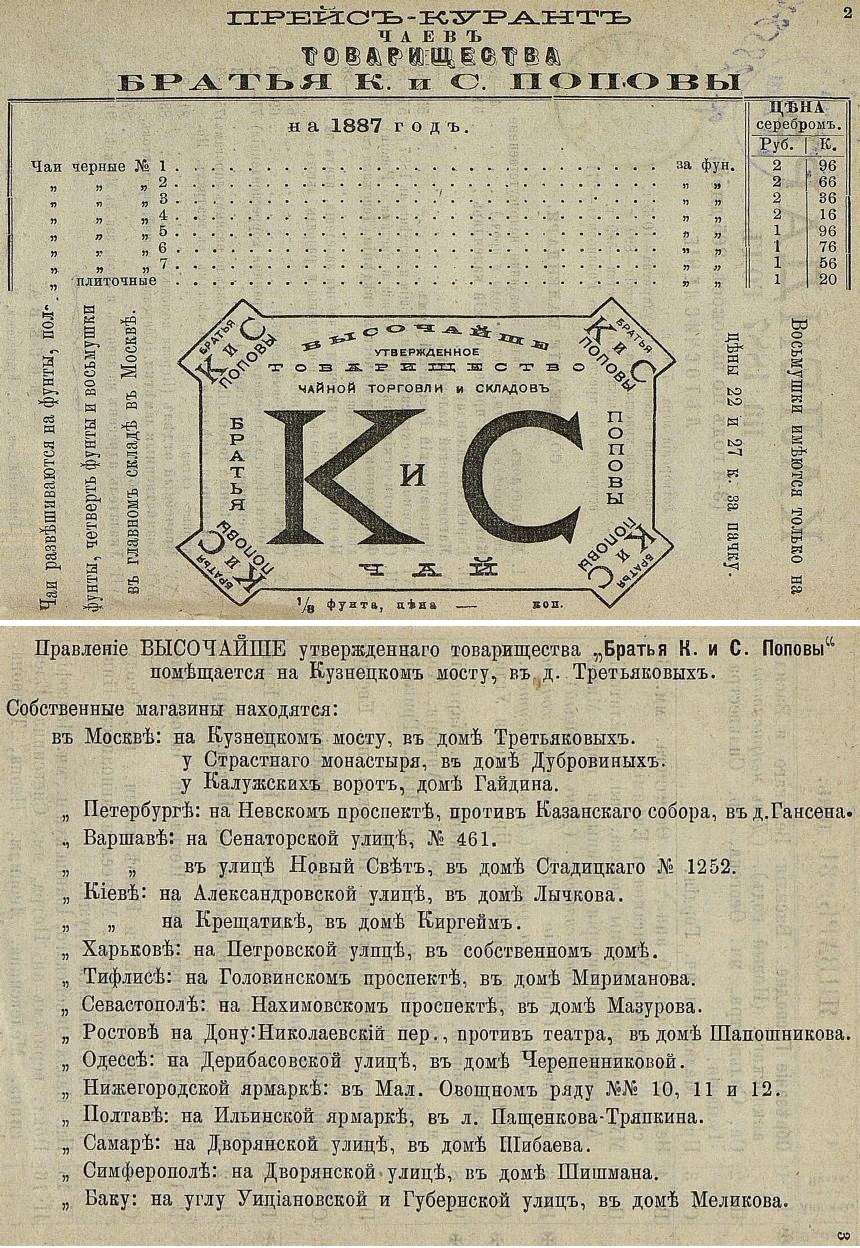 2
ПРЕЙСЪ-КУРАНТЪ
ЧАЕВЪ
ТОВАРИЩЕСТВА
БРАТЬЯ К. и С. ПОПОВЫ
на 1887 годъ.
ЦѢНА
серебромъ.
Руб. К.
Чаи черные № 1 за фун. 2 96
„ „ „ 2 „ „ 2 66
„ „ „ 3 „ „ 2 36
„ „ „ 4 „ „ 2 16
„ „ „ 5 „ „ 1 96
„ „ „ 6 „ „ 1 76
„ „ „ 7 „ „ 1 56
„ плиточные „ „ 1 20
Чаи развѣшиваются на фунты, пол-
фунты, четверть фунты и восьмушки
въ главномъ складѣ въ Москвѣ.
БРАТЬЯ
К И С
ПОПОВЫ
БРАТЬЯ
К И С
ПОПОВЫ
ВЫСОЧАЙШЕ
УТВЕРЖДЕННОЕ
ТОВАРИЩЕСТВО
ЧАЙНОЙ ТОРГОВЛИ и СКЛАДОВЪ
БРАТЬЯ
К И С
ПОПОВЫ
ЧАЙ
БРАТЬЯ
К И С
ПОПОВЫ
БРАТЬЯ
К И С
ПОПОВЫ
1/8 фунта, цѣна — коп.
Восьмушки имѣются только на
цѣны 22 и 27 к. за пачку.
Правленіе ВЫСОЧАЙШЕ утвержденнаго товарищества „Братья К. и С. Поповы“
помѣщается на Кузнецкомъ мосту, въ д. Третьяковыхъ.
Собственные магазины находятся:
въ Москвѣ: на Кузнецкомъ мосту, въ домѣ Третьяковыхъ.
у Страстнаго монастыря, въ домѣ Дубровиныхъ.
у Калужскихъ воротъ, домѣ Гайдина.
„ Петербургѣ: на Невскомъ проспектѣ, противъ Казанскаго собора, въ д. Гансена.
„ Варшавѣ: на Сенаторской улицѣ, № 461.
„ „ въ улицѣ Новый Свѣтъ, въ домѣ Стадицкаго № 1252.
„ Кіевѣ: на Александровской улицѣ, въ домѣ Лычкова.
„ „ на Крещатикѣ, въ домѣ Киргеймъ.
„ Харьковѣ: на Петровской улпцѣ, въ собственномъ домѣ.
„ Тифлисѣ: на Головинскомъ проспектѣ, въ домѣ Мириманова.
„ Севастополѣ: на Нахимовскомъ проспектѣ, въ домѣ Мазурова.
„ Ростовѣ на Дону: Николаевскій пер., противъ театра, въ домѣ Шапошникова.
„ Одессѣ: на Дерибасовской улицѣ, въ домѣ Черепенниковой.
„ Нижегородской ярмаркѣ: въ Мал. Овощномъ ряду №№ 10, 11 и 12.
„ Полтавѣ: на Ильинской ярмаркѣ, въ л. Пащенкова-Тряпкина.
„ Самарѣ: на Дворянской улицѣ, въ домѣ Шибаева.
„ Симферополѣ: на Дворянской улицѣ, въ домѣ Шишмана.
„ Баку: на углу Уиціановской и Губернской улицъ, въ домѣ Меликова.
3